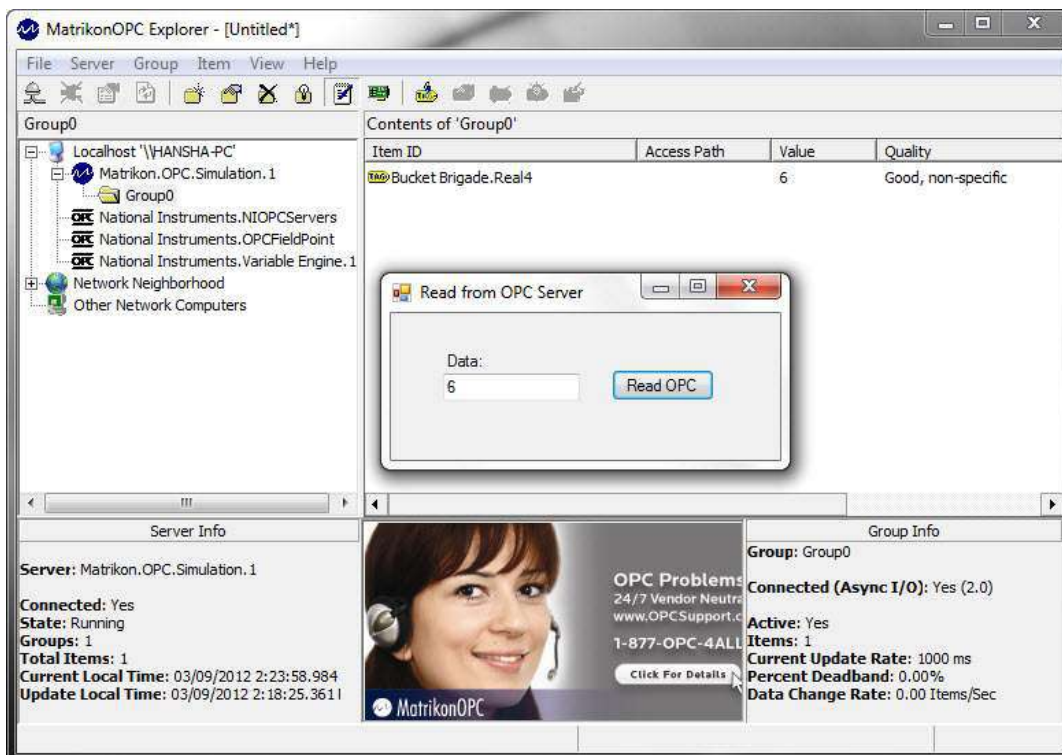 MatrikonOPC Explorer - [Untitled*]
File Server Group Item View Help
Group0
Contents of 'Group0'
Localhost '\\HANSHA-PC'
Matrikon.OPC.Simulation.1
Group0
National Instruments.NIOPCServers
National Instruments.OPCFieldPoint
National Instruments.Variable Engine.1
Network Neighborhood
Other Network Computers
Item ID Access Path Value Quality
Bucket Brigade.Real4 6 Good, non-specific
Read from OPC Server
Data:
6
Read OPC
Server Info
Server: Matrikon.OPC.Simulation.1
Connected: Yes
State: Running
Groups: 1
Total Items: 1
Current Local Time: 03/09/2012 2:23:58.984
Update Local Time: 03/09/2012 2:18:25.361
OPC Problems
24/7 Vendor Neutra
www.OPCSupport.c
1-877-OPC-4ALL
Click For Details
MatrikonOPC
Group Info
Group: Group0
Connected (Async I/O): Yes (2.0)
Active: Yes
Items: 1
Current Update Rate: 1000 ms
Percent Deadband: 0.00%
Data Change Rate: 0.00 Items/Sec